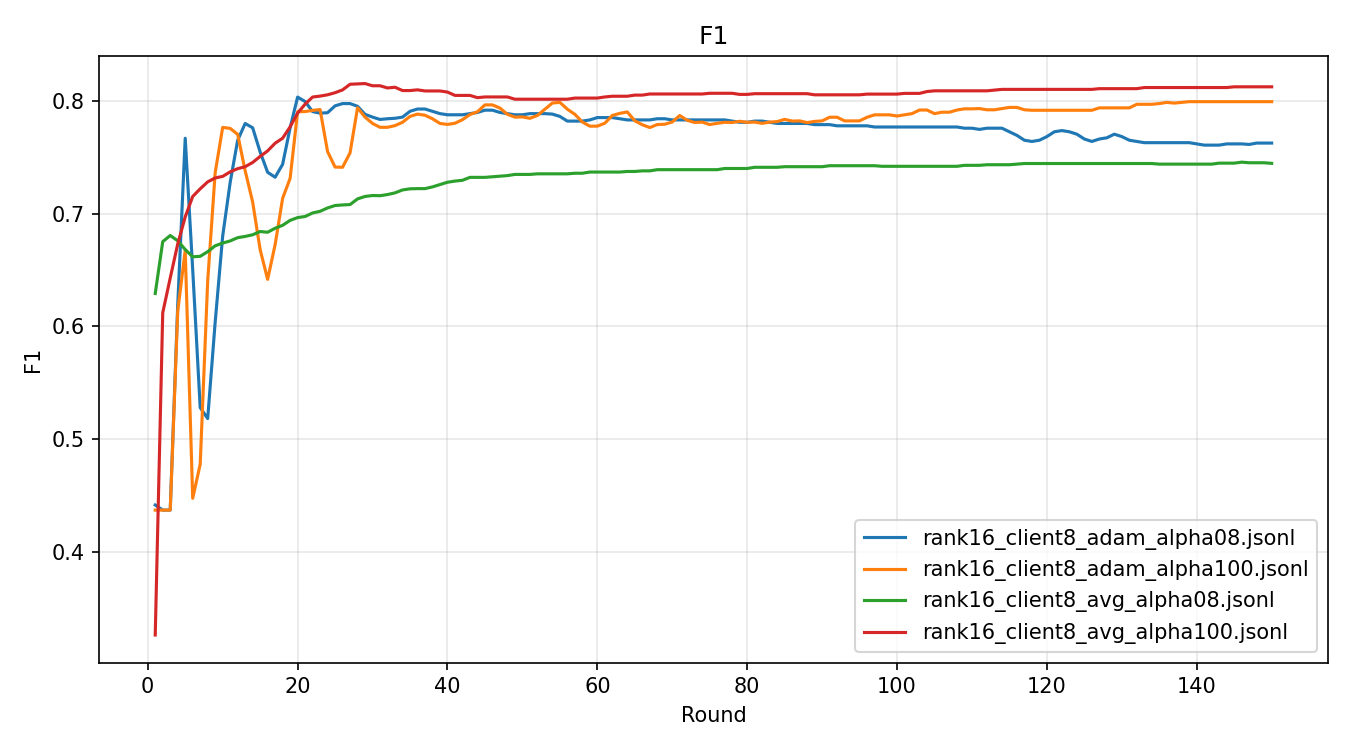 F1
F1
0.8
0.7
0.6
0.5
0.4
0 20 40 60 80 100 120 140
Round
rank16_client8_adam_alpha08.jsonl
rank16_client8_adam_alpha100.jsonl
rank16_client8_avg_alpha08.jsonl
rank16_client8_avg_alpha100.jsonl